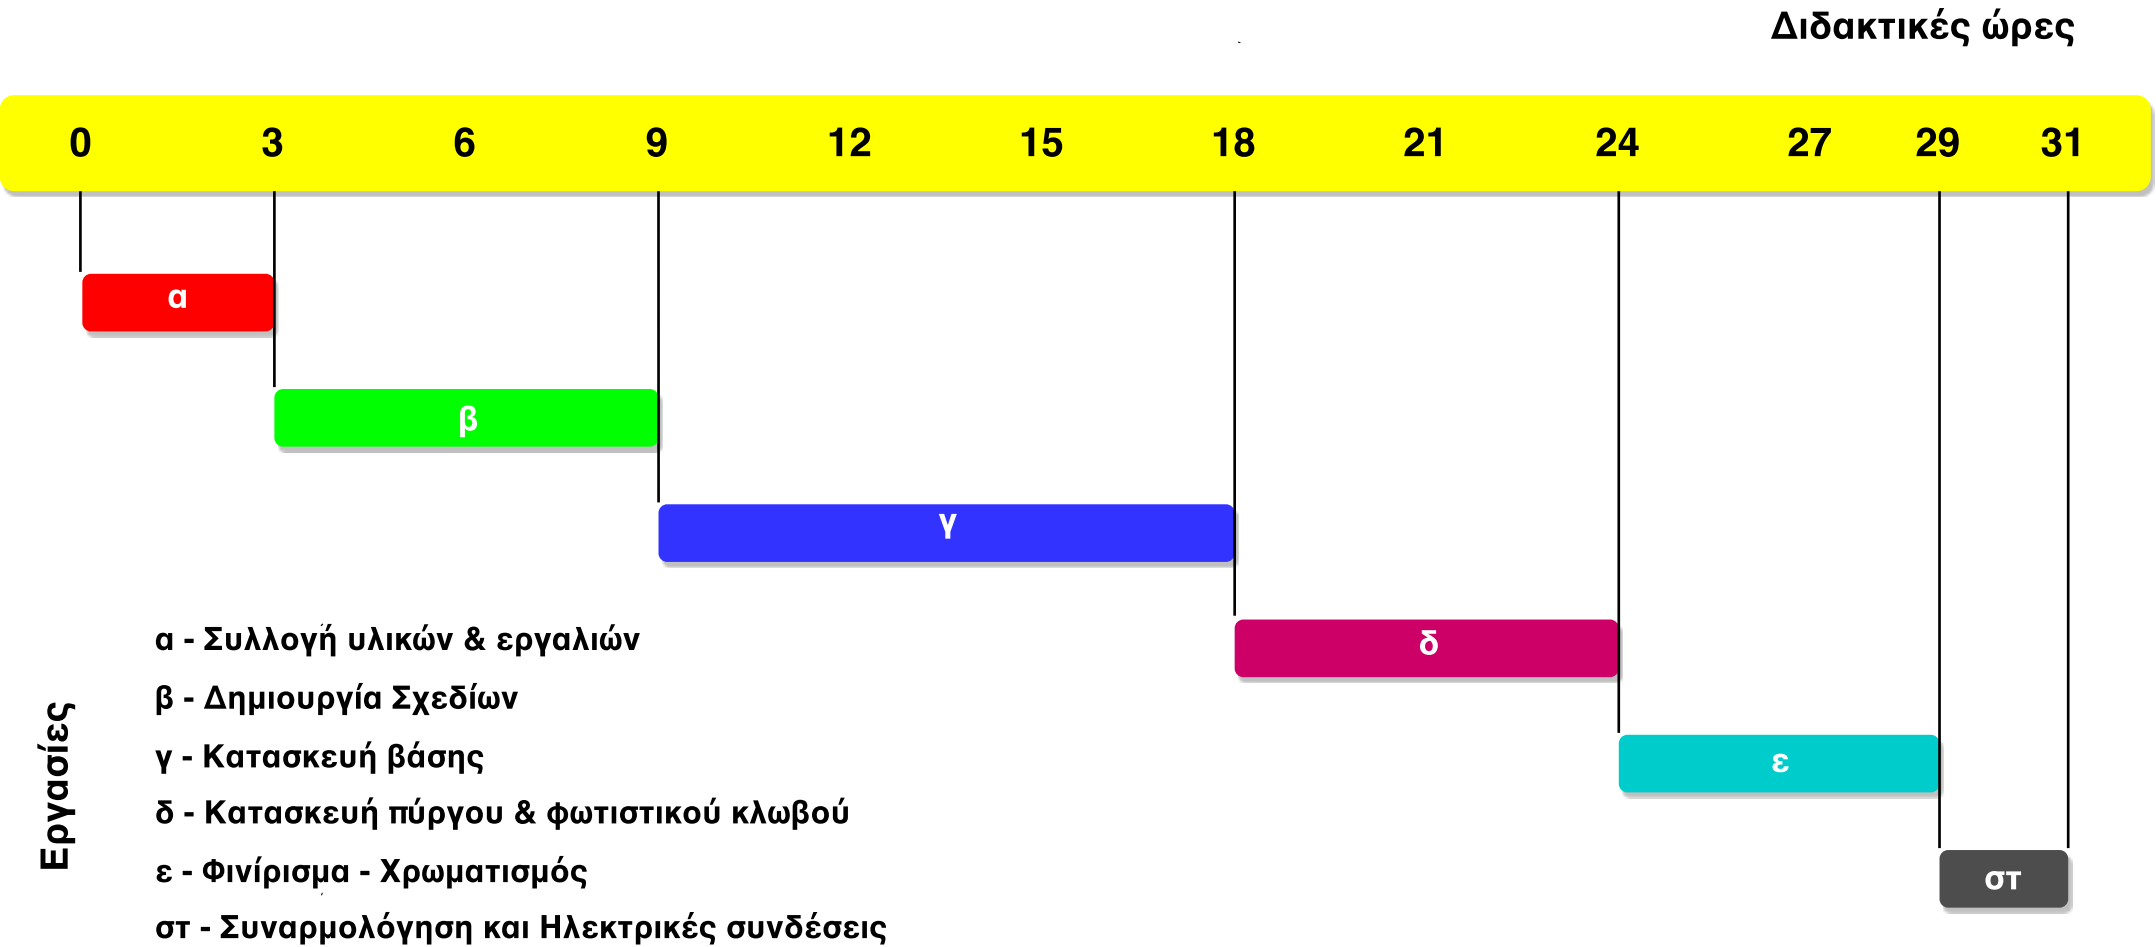 Διδακτικές ώρες
0 3 6 9 12 15 18 21 24 27 29 31
α
β
γ
δ
ε
στ
Εργασίες
α - Συλλογή υλικών & εργαλιών
β - Δημιουργία Σχεδίων
γ - Κατασκευή βάσης
δ - Κατασκευή πύργου & φωτιστικού κλωβού
ε - Φινίρισμα - Χρωματισμός
στ - Συναρμολόγηση και Ηλεκτρικές συνδέσεις